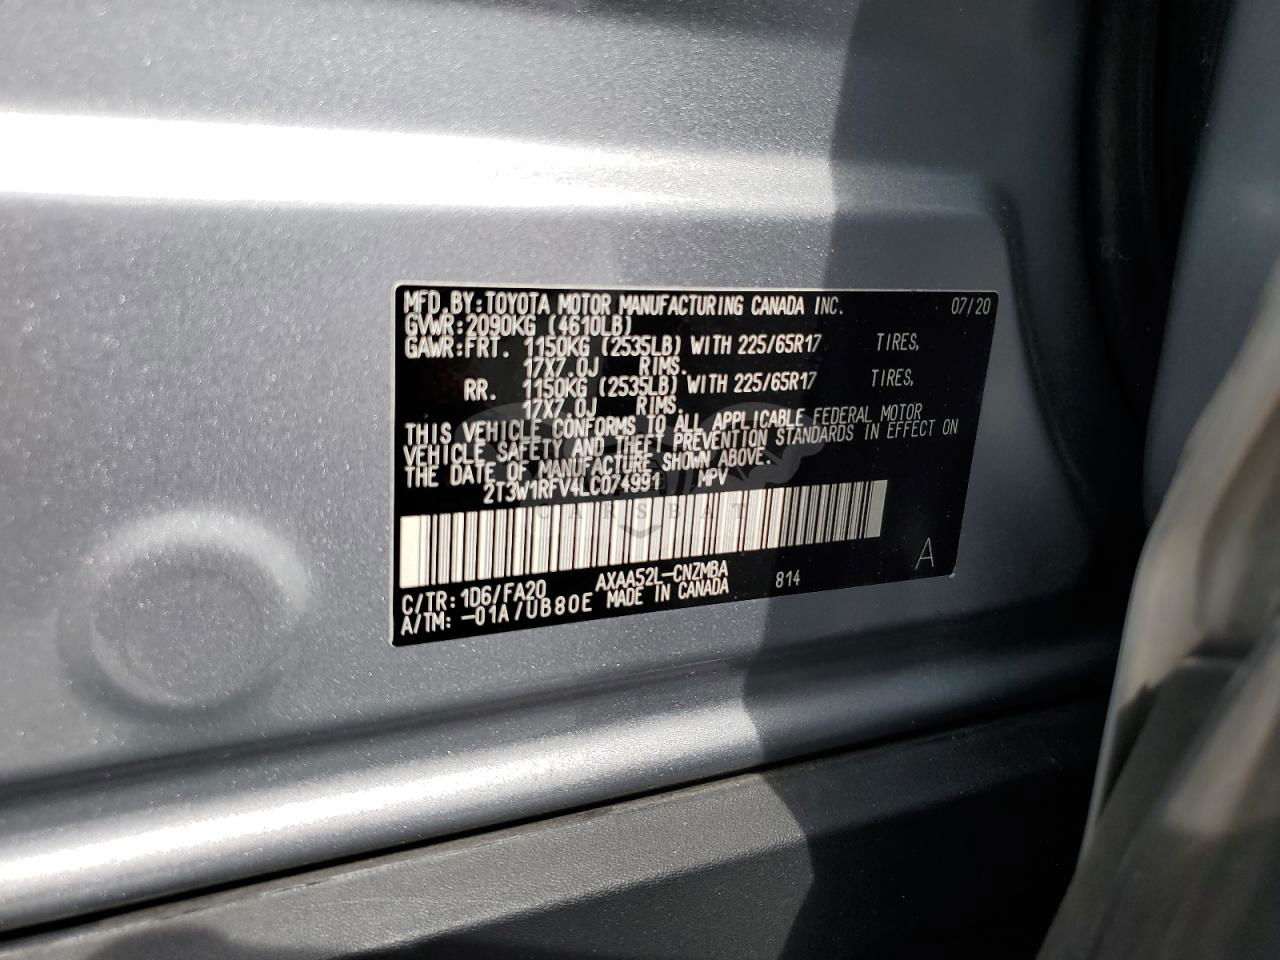 MFD.BY:TOYOTA MOTOR MANUFACTURING CANADA INC. 07/20
GVWR:2090KG (4610LB)
GAWR:FRT. 1150KG (2535LB) WITH 225/65R17 TIRES,
17X7.0J RIMS.
RR. 1150KG (2535LB) WITH 225/65R17 TIRES,
17X7.0J RIMS.
THIS VEHICLE CONFORMS TO ALL APPLICABLE FEDERAL MOTOR
VEHICLE SAFETY AND THEFT PREVENTION STANDARDS IN EFFECT ON
THE DATE OF MANUFACTURE SHOWN ABOVE.
2T3W1RFV4LC074991 MPV
CARSBAT
C/TR:1D6/FA20 AXAA52L-CNZMBA 814 A
A/TM: -01A/UB80E MADE IN CANADA